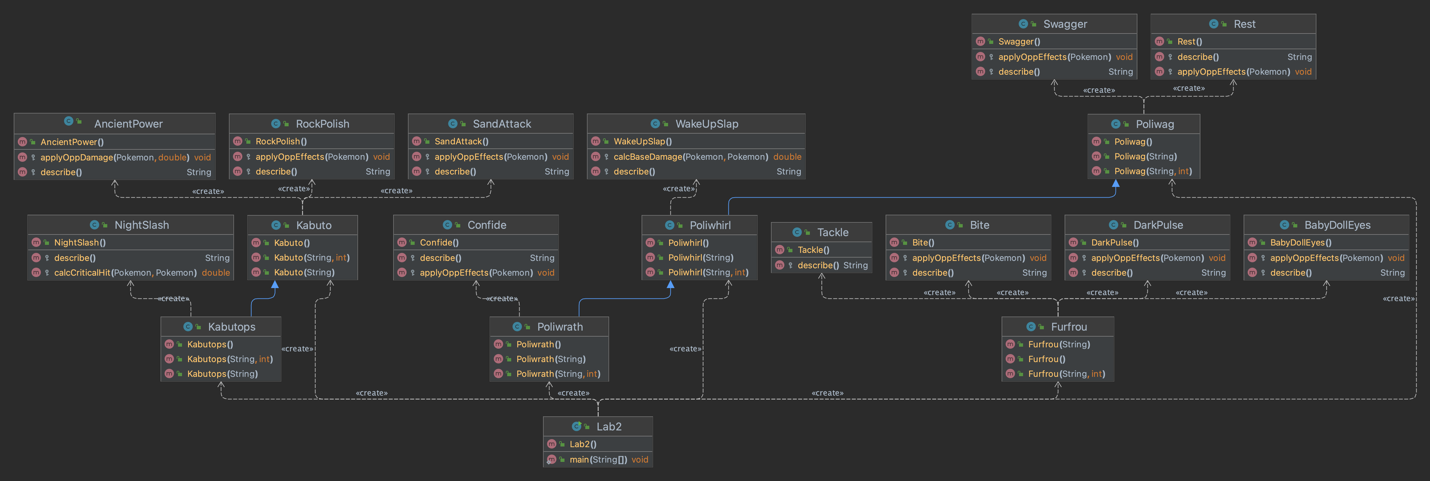 Swagger
Swagger()
applyOppEffects(Pokemon) void
describe() String
Rest
Rest()
describe() String
applyOppEffects(Pokemon) void
«create»
«create»
AncientPower
AncientPower()
applyOppDamage(Pokemon, double) void
describe() String
RockPolish
RockPolish()
applyOppEffects(Pokemon) void
describe() String
SandAttack
SandAttack()
applyOppEffects(Pokemon) void
describe() String
WakeUpSlap
WakeUpSlap()
calcBaseDamage(Pokemon, Pokemon) double
describe() String
Poliwag
Poliwag()
Poliwag(String)
Poliwag(String, int)
«create»
«create»
«create»
«create»
NightSlash
NightSlash()
describe() String
calcCriticalHit(Pokemon, Pokemon) double
Kabuto
Kabuto()
Kabuto(String, int)
Kabuto(String)
Confide
Confide()
describe() String
applyOppEffects(Pokemon) void
Poliwhirl
Poliwhirl()
Poliwhirl(String)
Poliwhirl(String, int)
Tackle
Tackle()
describe() String
Bite
Bite()
applyOppEffects(Pokemon) void
describe() String
DarkPulse
DarkPulse()
applyOppEffects(Pokemon) void
describe() String
BabyDollEyes
BabyDollEyes()
applyOppEffects(Pokemon) void
describe() String
«create»
«create»
«create»
«create»
«create»
«create»
«create»
Kabutops
Kabutops()
Kabutops(String, int)
Kabutops(String)
«create»
Poliwrath
Poliwrath()
Poliwrath(String)
Poliwrath(String, int)
«create»
Furfrou
Furfrou(String)
Furfrou()
Furfrou(String, int)
«create»
«create»
«create»
Lab2
Lab2()
main(String[]) void